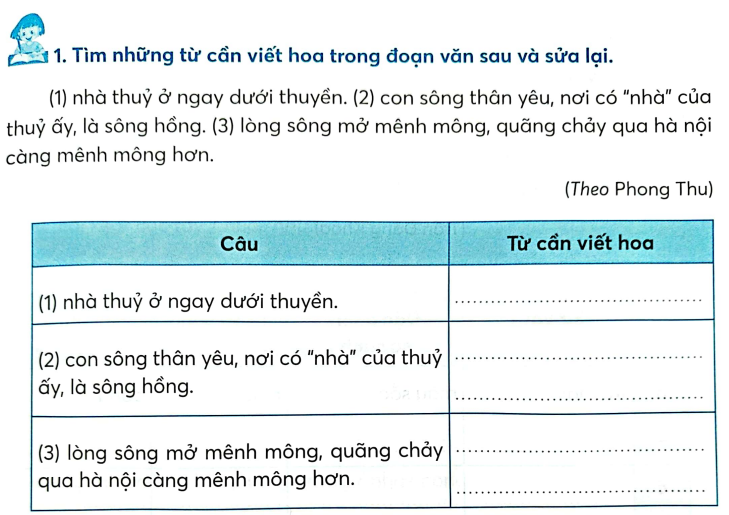 1. Tìm những từ cần viết hoa trong đoạn văn sau và sửa lại.
(1) nhà thuỷ ở ngay dưới thuyền. (2) con sông thân yêu, nơi có "nhà" của
thuỷ ấy, là sông hồng. (3) lòng sông mở mênh mông, quãng chảy qua hà nội
càng mênh mông hơn.
(Theo Phong Thu)
Câu
Từ cần viết hoa
(1) nhà thuỷ ở ngay dưới thuyền.
(2) con sông thân yêu, nơi có "nhà" của thuỷ
ấy, là sông hồng.
(3) lòng sông mở mênh mông, quãng chảy
qua hà nội càng mênh mông hơn.